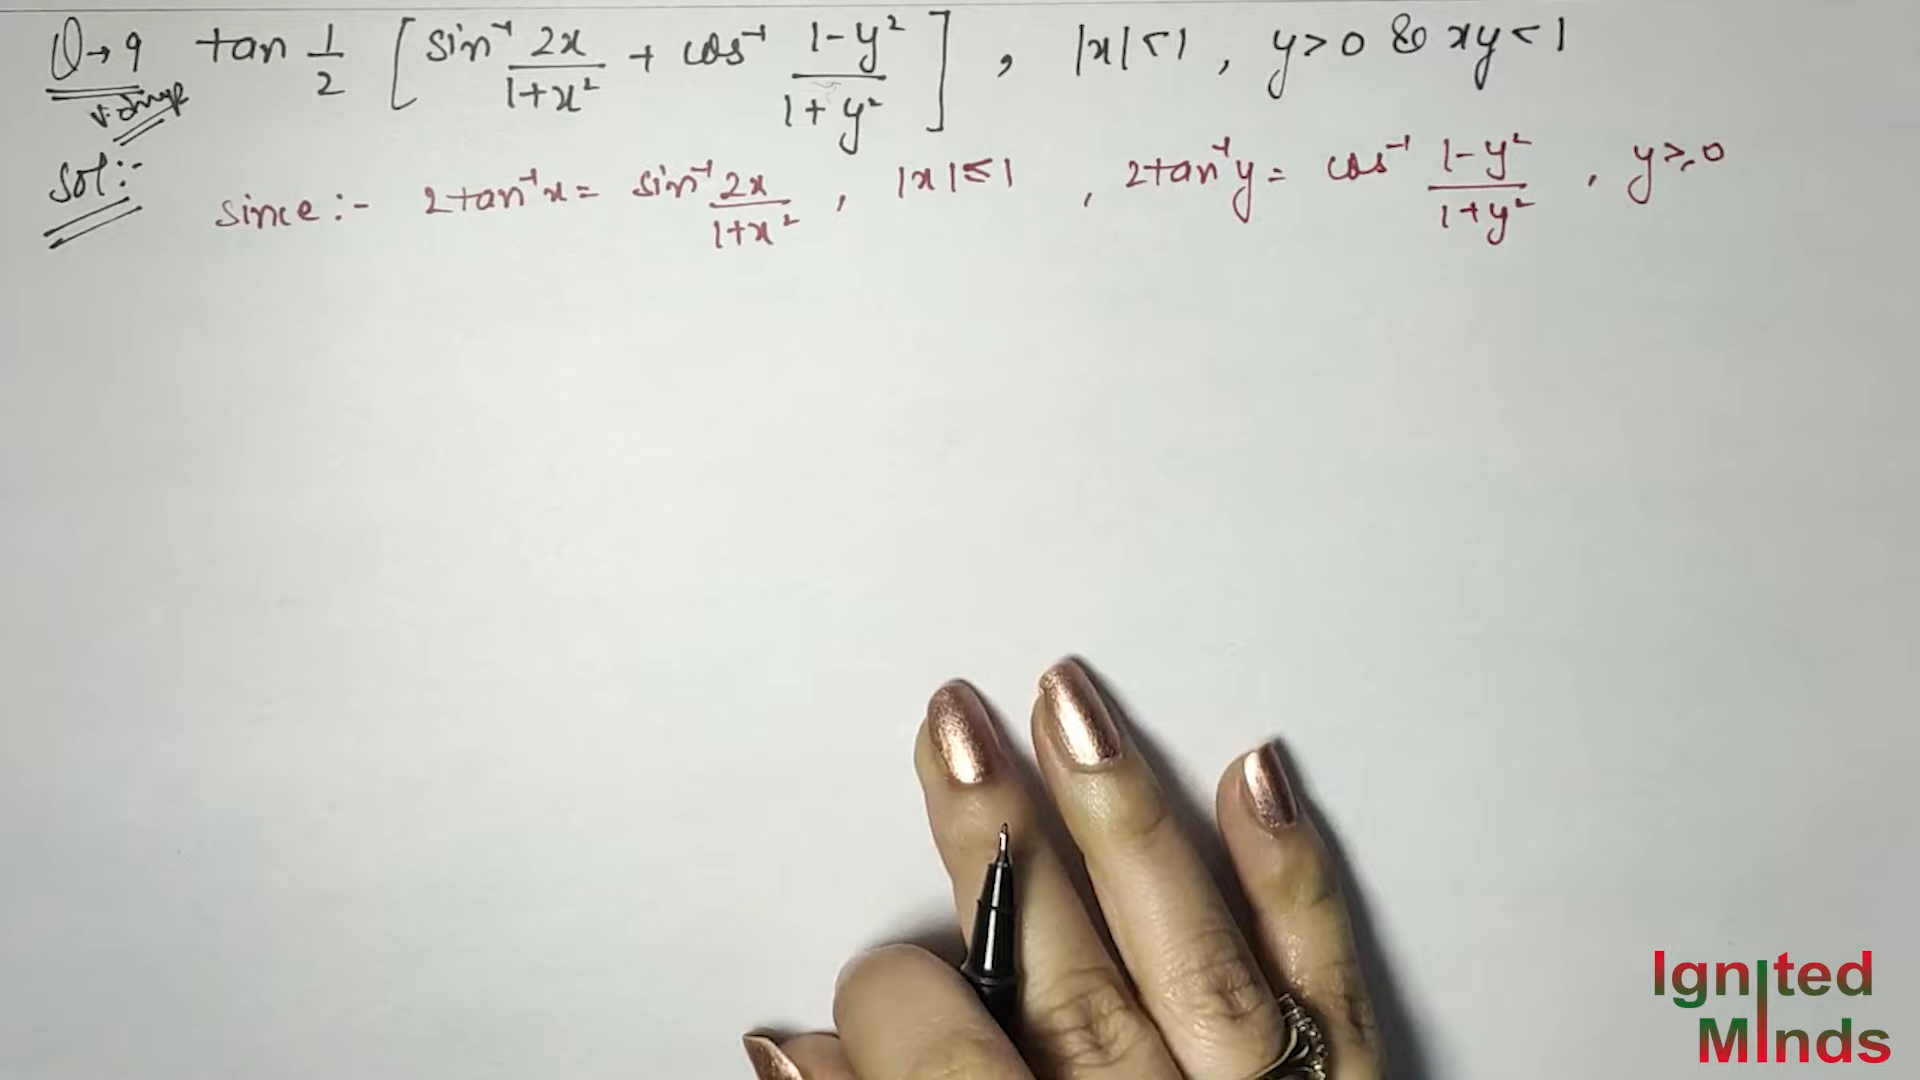 Q→9 tan 1/2 [sin⁻¹ 2x/1+x² + cos⁻¹ 1-y²/1+y²], |x|<1, y>0 & xy<1
v.Imp
Sol:-
since:- 2tan⁻¹x = sin⁻¹ 2x/1+x², |x|≤1, 2tan⁻¹y = cos⁻¹ 1-y²/1+y², y≥0
Ignited
Minds